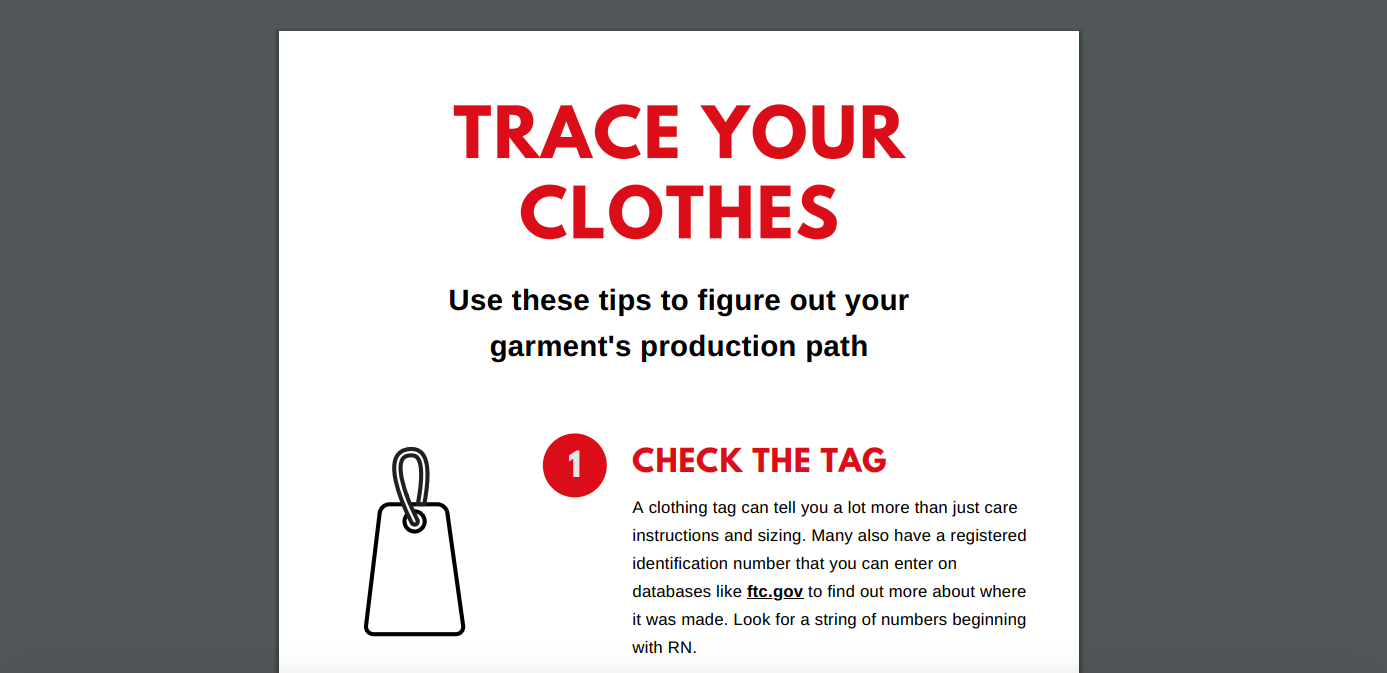 TRACE YOUR
CLOTHES
Use these tips to figure out your
garment's production path
1
CHECK THE TAG
A clothing tag can tell you a lot more than just care
instructions and sizing. Many also have a registered
identification number that you can enter on
databases like ftc.gov to find out more about where
it was made. Look for a string of numbers beginning
with RN.